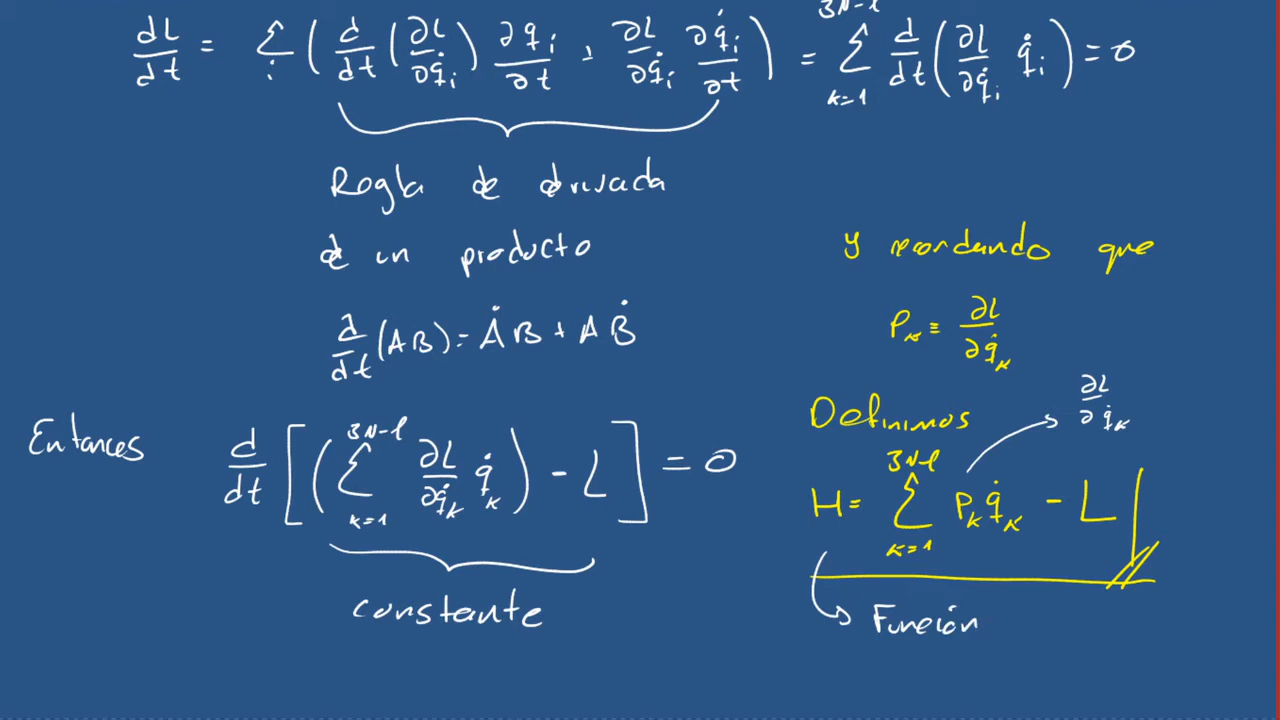 dL/dt = Σ_i ( d/dt (∂L/∂q̇_i) ∂q_i/∂t + ∂L/∂q̇_i ∂q̇_i/∂t ) = Σ_{k=1}^{3N-l} d/dt ( ∂L/∂q̇_i q̇_i ) = 0
Regla de drivada
de un producto
d/dt (AB) = ȦB + AḂ
Entonces d/dt [ ( Σ_{k=1}^{3N-l} ∂L/∂q̇_k q̇_k ) - L ] = 0
constante
y recordando que
P_k ≡ ∂L/∂q̇_k
Definimos
∂L/∂q̇_k
H = Σ_{k=1}^{3N-l} P_k q̇_k - L
Función